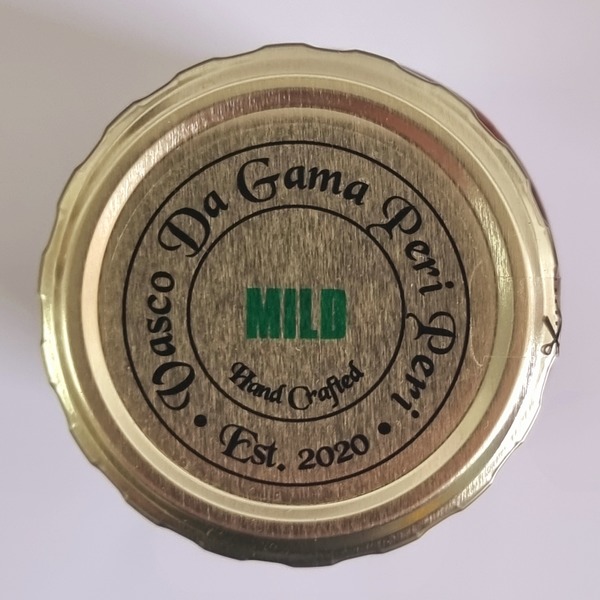 Vasco Da Gama Peri Peri
MILD
Hand Crafted
• Est. 2020 •